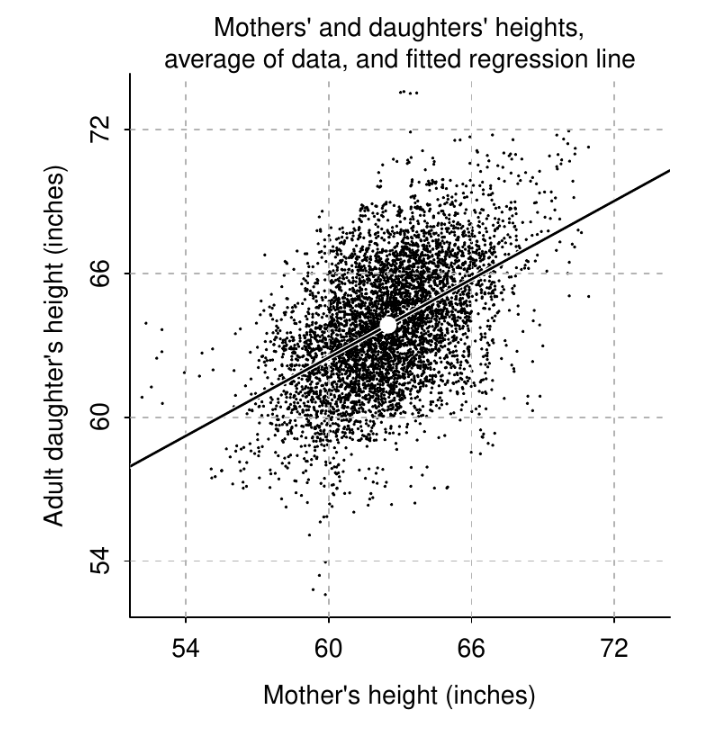 Mothers' and daughters' heights,
average of data, and fitted regression line
Adult daughter's height (inches)
72
66
60
54
54 60 66 72
Mother's height (inches)